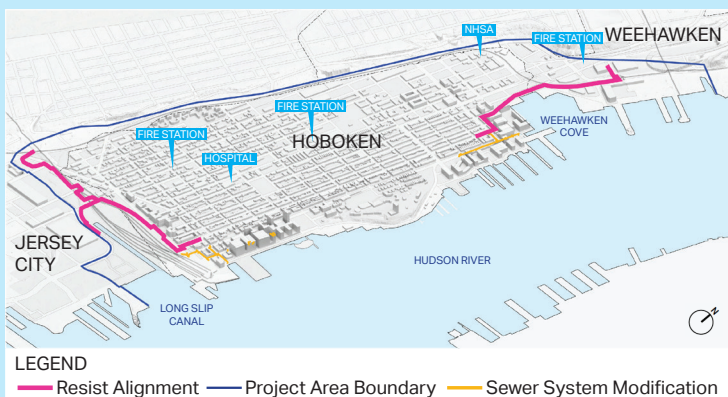 NHSA
WEEHAWKEN
FIRE STATION
FIRE STATION
FIRE STATION
HOBOKEN
HOSPITAL
WEEHAWKEN
COVE
JERSEY
CITY
HUDSON RIVER
LONG SLIP
CANAL
N
LEGEND
Resist Alignment
Project Area Boundary
Sewer System Modification